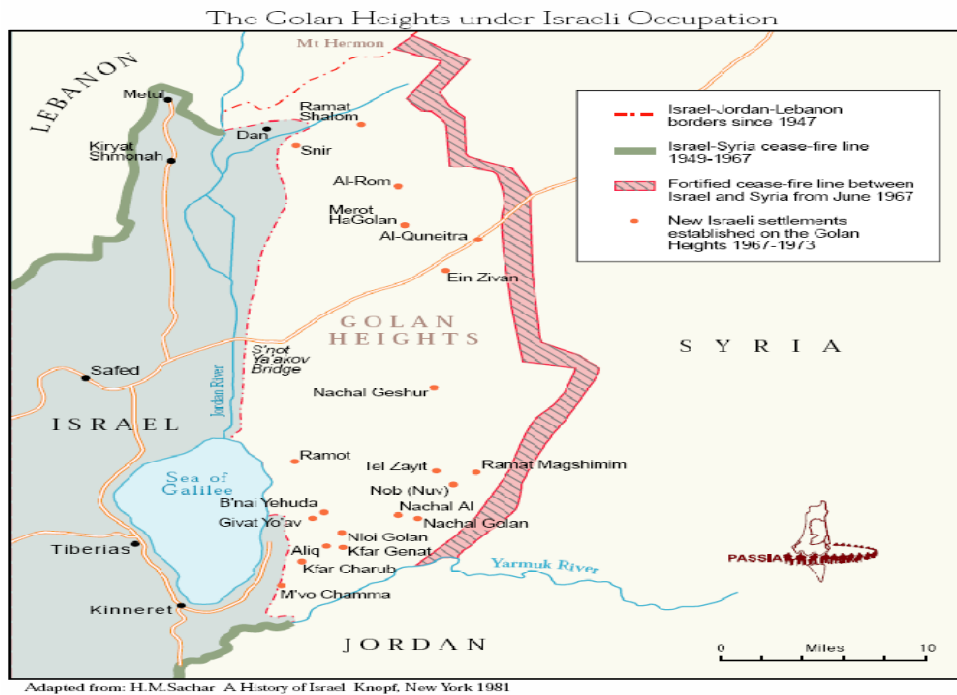 The Golan Heights under Israeli Occupation
Mt Hermon
LEBANON
Metul
Dan
Kiryat
Shmonah
Ramat
Shalom
Snir
Al-Rom
Merot
HaGolan
Al-Quneitra
Ein Zivan
Israel-Jordan-Lebanon
borders since 1947
Israel-Syria cease-fire line
1949-1967
Fortified cease-fire line between
Israel and Syria from June 1967
New Israeli settlements
established on the Golan
Heights 1967-1973
GOLAN
HEIGHTS
SYRIA
S'not
Ya'akov
Bridge
Jordan River
Safed
ISRAEL
Nachal Geshur
Sea of
Galilee
Ramot
Tel Zayit
Ramat Magshimim
Nob (Nuv)
B'nai Yehuda
Nachal Al
Givat Yo'av
Nachal Golan
Golan
Tiberias
Aliq
Kfar Genat
Kfar Charub
Yarmuk River
PASSIA
Kinneret
M'vo Chamma
JORDAN
Miles
0
10
Adapted from: H.M.Sachar A History of Israel Knopf, New York 1981